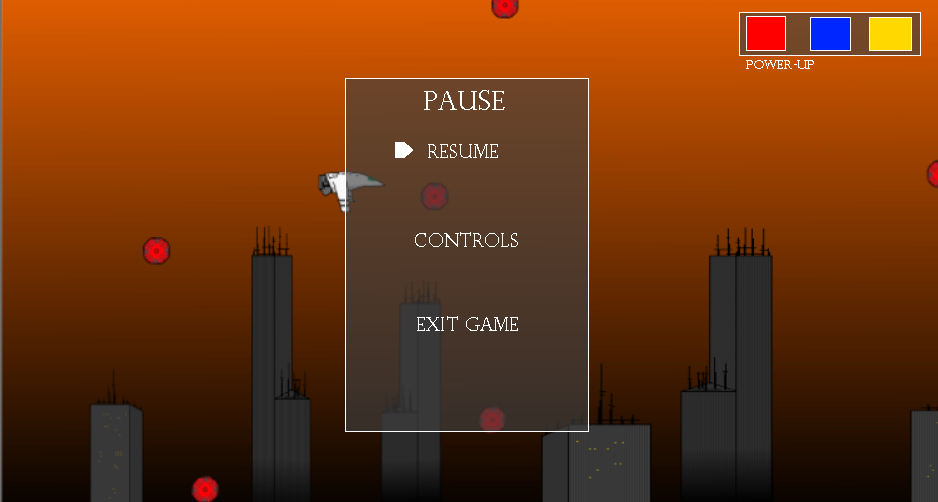 POWER-UP
PAUSE
RESUME
CONTROLS
EXIT GAME